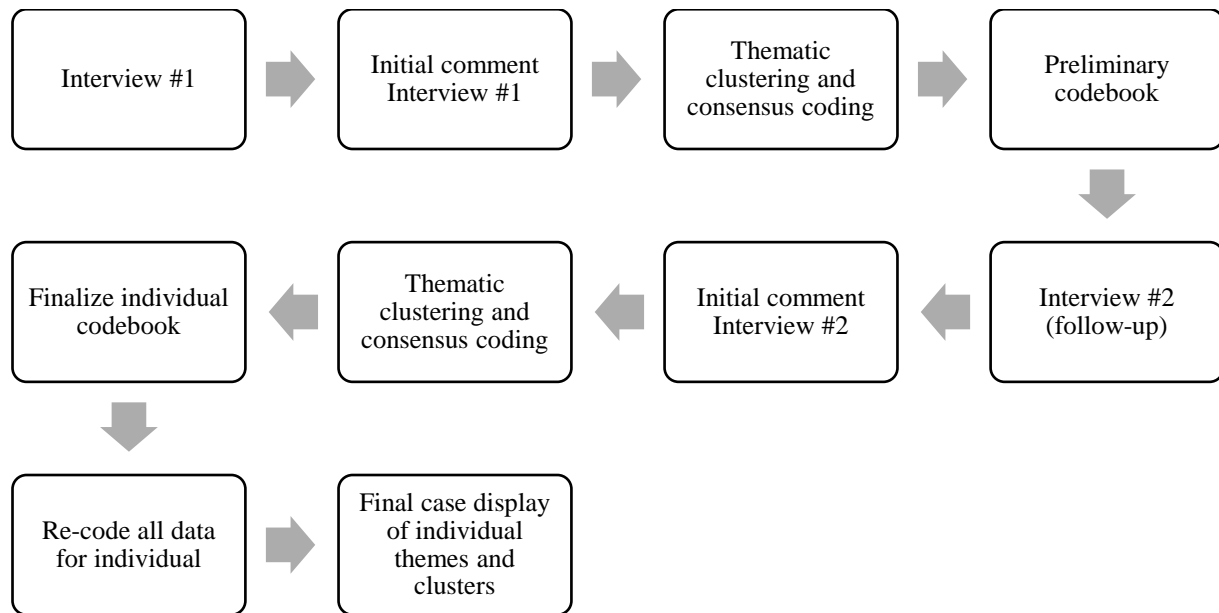 Interview #1
Initial comment
Interview #1
Thematic
clustering and
consensus coding
Preliminary
codebook
Interview #2
(follow-up)
Initial comment
Interview #2
Thematic
clustering and
consensus coding
Finalize individual
codebook
Re-code all data
for individual
Final case display
of individual
themes and
clusters